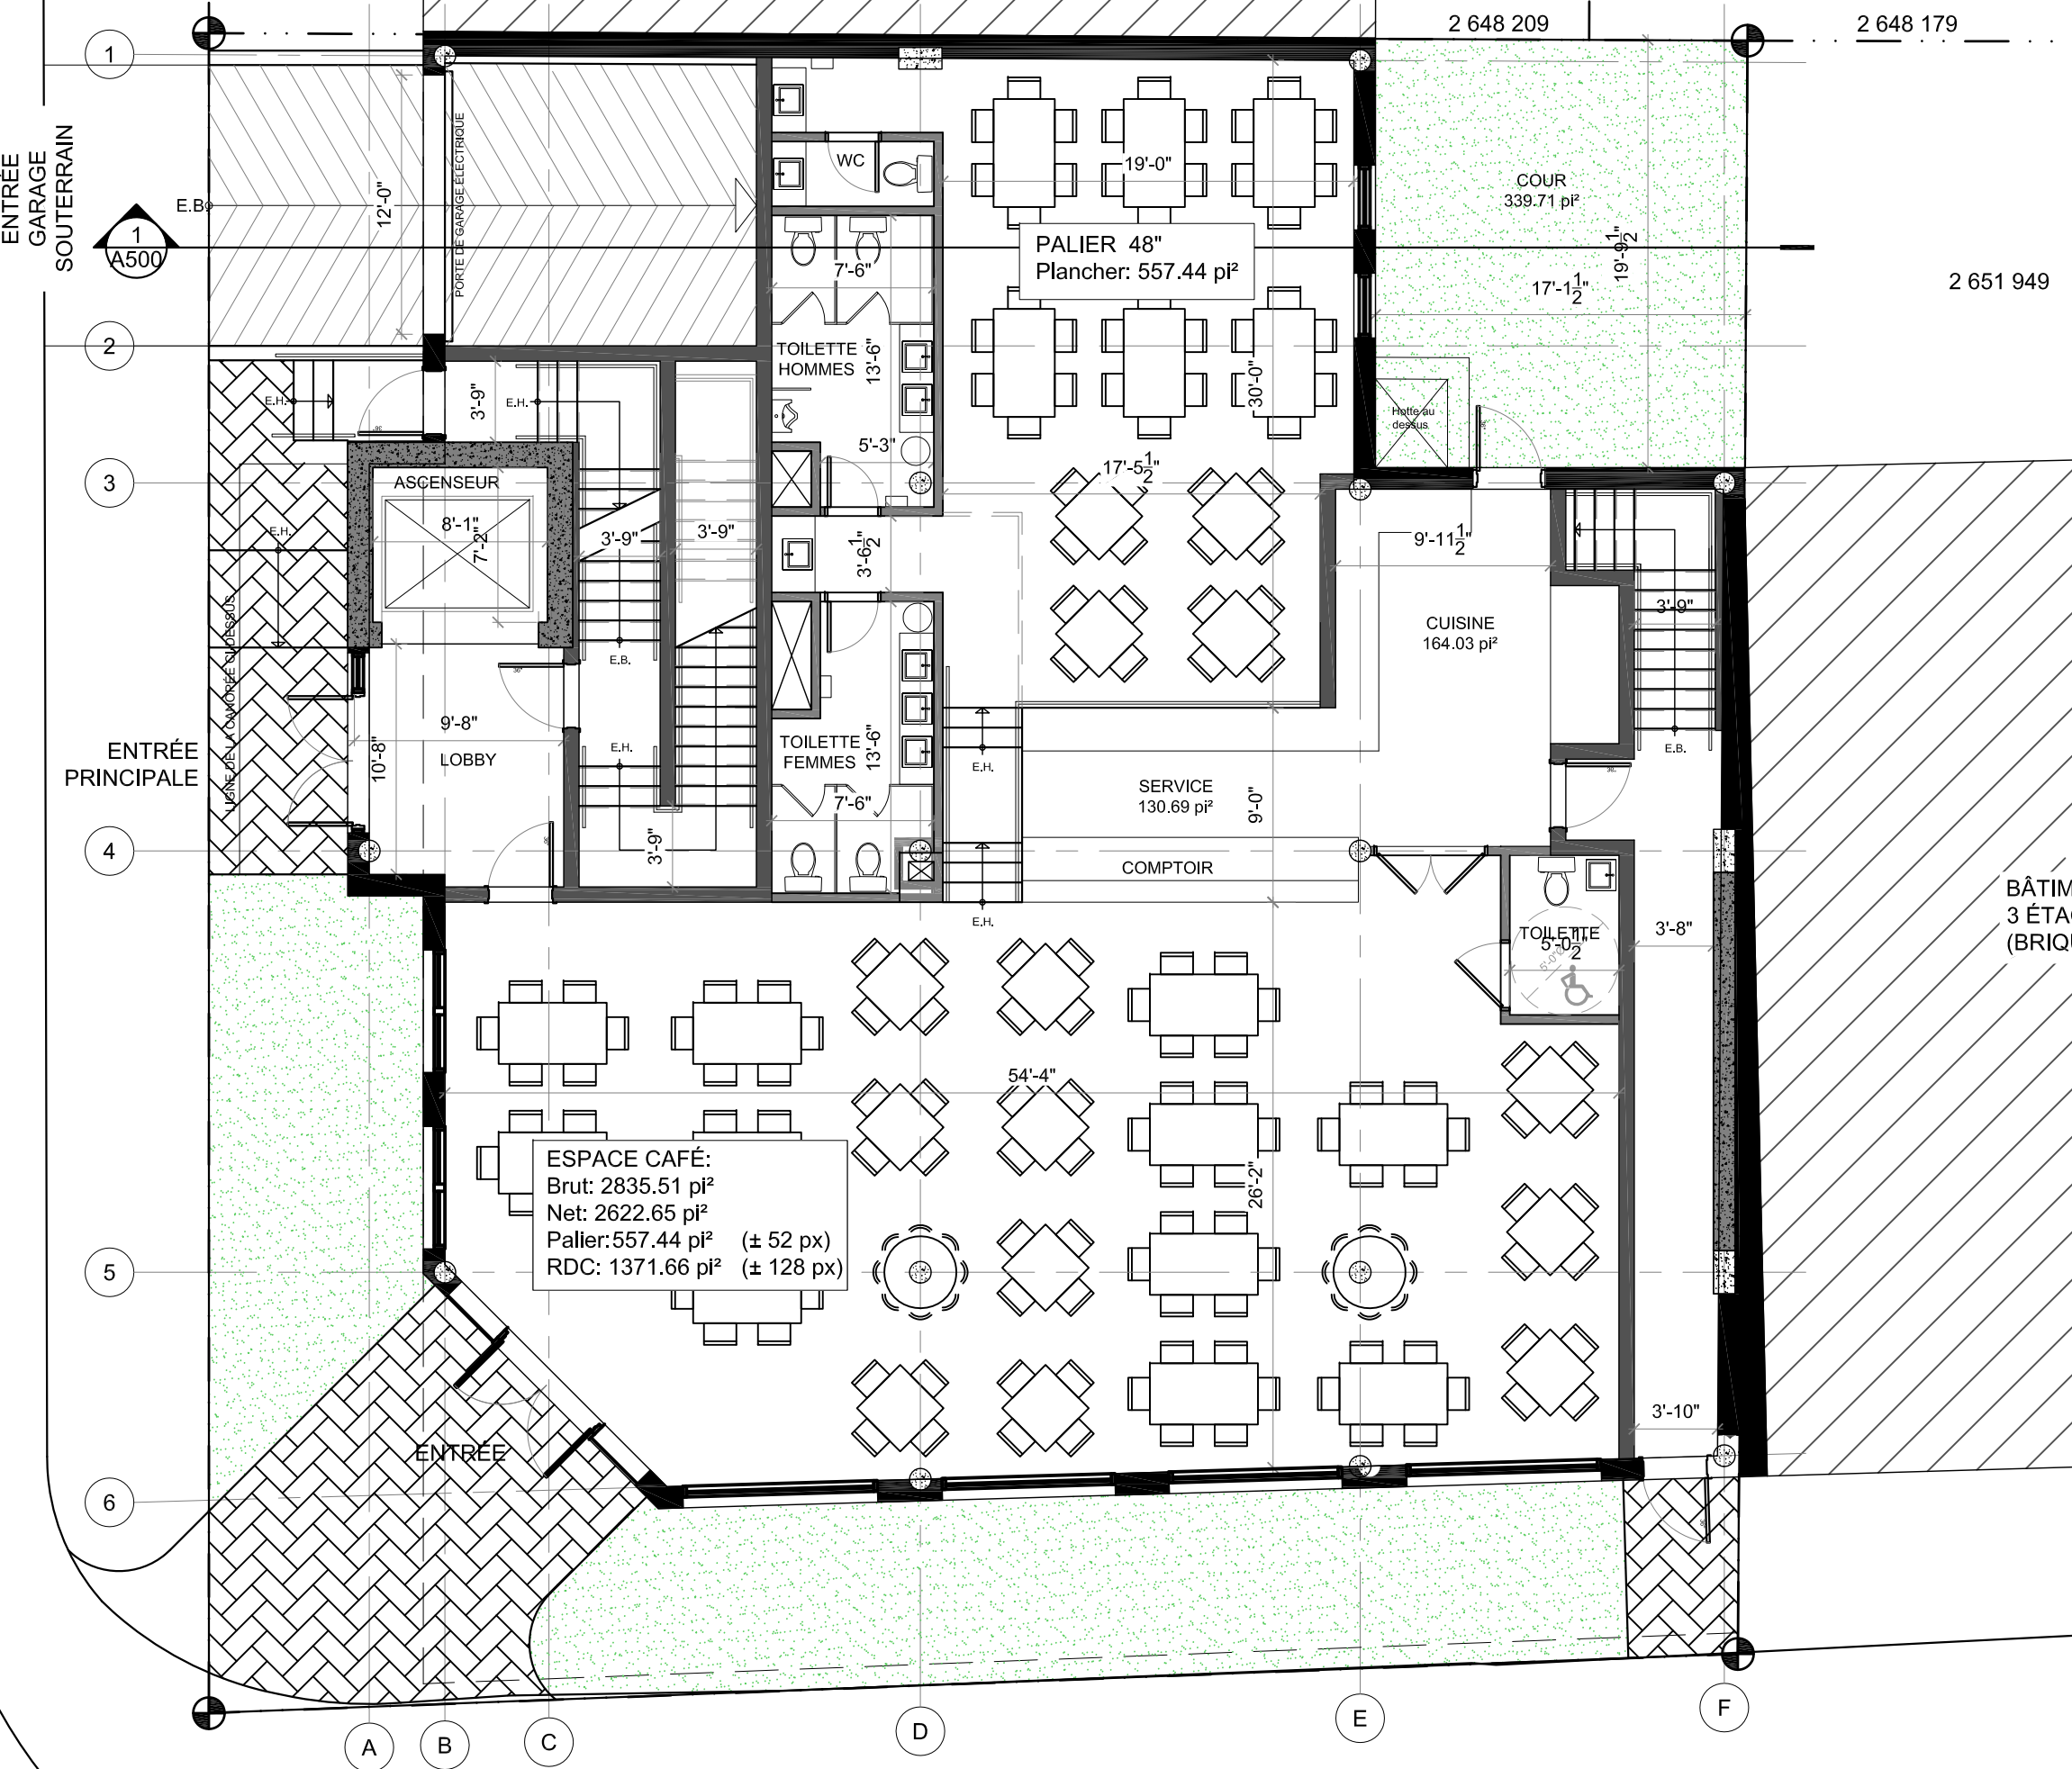 2 648 209
2 648 179
1
ENTRÉE
GARAGE
SOUTERRAIN
12'-0"
PORTE DE GARAGE ÉLECTRIQUE
E.B.
1
A500
WC
19'-0"
COUR
339.71 pi²
19'-9 1/2"
17'-1 1/2"
2 651 949
PALIER 48"
Plancher: 557.44 pi²
7'-6"
2
TOILETTE
HOMMES
13'-6"
30'-0"
3'-9"
E.H.
E.H.
Hotte au
dessus
5'-3"
17'-5 1/2"
3
ASCENSEUR
8'-1"
7'-2"
E.H.
3'-9"
3'-9"
3'-6 1/2"
9'-11 1/2"
LIGNE DE LA CANOPÉE CI-DESSUS
3'-9"
CUISINE
164.03 pi²
E.B.
ENTRÉE
PRINCIPALE
9'-8"
10'-8"
LOBBY
E.H.
TOILETTE
FEMMES
13'-6"
E.H.
E.B.
SERVICE
130.69 pi²
9'-0"
7'-6"
4
3'-9"
COMPTOIR
E.H.
BÂTIM
3 ÉTA
(BRIQU
TOILETTE
5'-0 1/2"
3'-8"
54'-4"
ESPACE CAFÉ:
Brut: 2835.51 pi²
Net: 2622.65 pi²
Palier:557.44 pi² (± 52 px)
RDC: 1371.66 pi² (± 128 px)
26'-2"
5
3'-10"
ENTRÉE
6
A
B
C
D
E
F